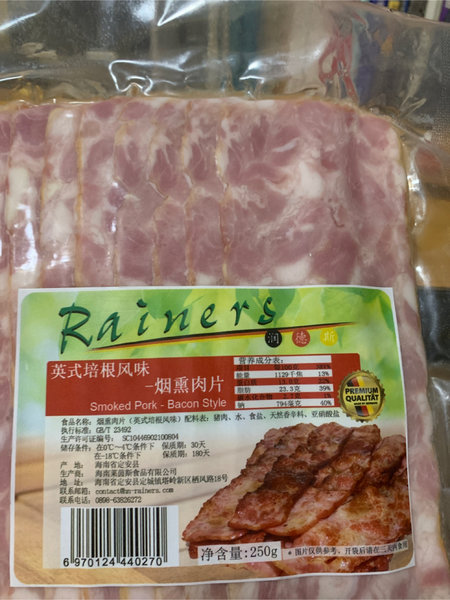 Rainers
润德斯
英式培根风味
-烟熏肉片
Smoked Pork - Bacon Style
营养成分表:
能量 1129千焦 13%
脂肪 23.3克 39%
钠 794毫克 40%
PREMIUM
QUALITÄT
食品名称: 烟熏肉片 (英式培根风味) 配料表: 猪肉、水、食盐、天然香辛料、亚硝酸盐
执行标准: GB/T 23492
生产许可证编号: SC10446902100804
储存条件: 在0℃~4℃条件下 保质期: 30天
在-18℃条件下 保质期: 180天
产 地: 海南省定安县
生产商: 海南莱茵斯食品有限公司
地 址: 海南省定安县定城镇塔岭新区栖凤路18号
联系邮箱: contact@hn-rainers.com
联系电话: 0898-63826272
6 970124 440270
净含量:250g
* 图片仅供参考，开袋后请在三天内食用